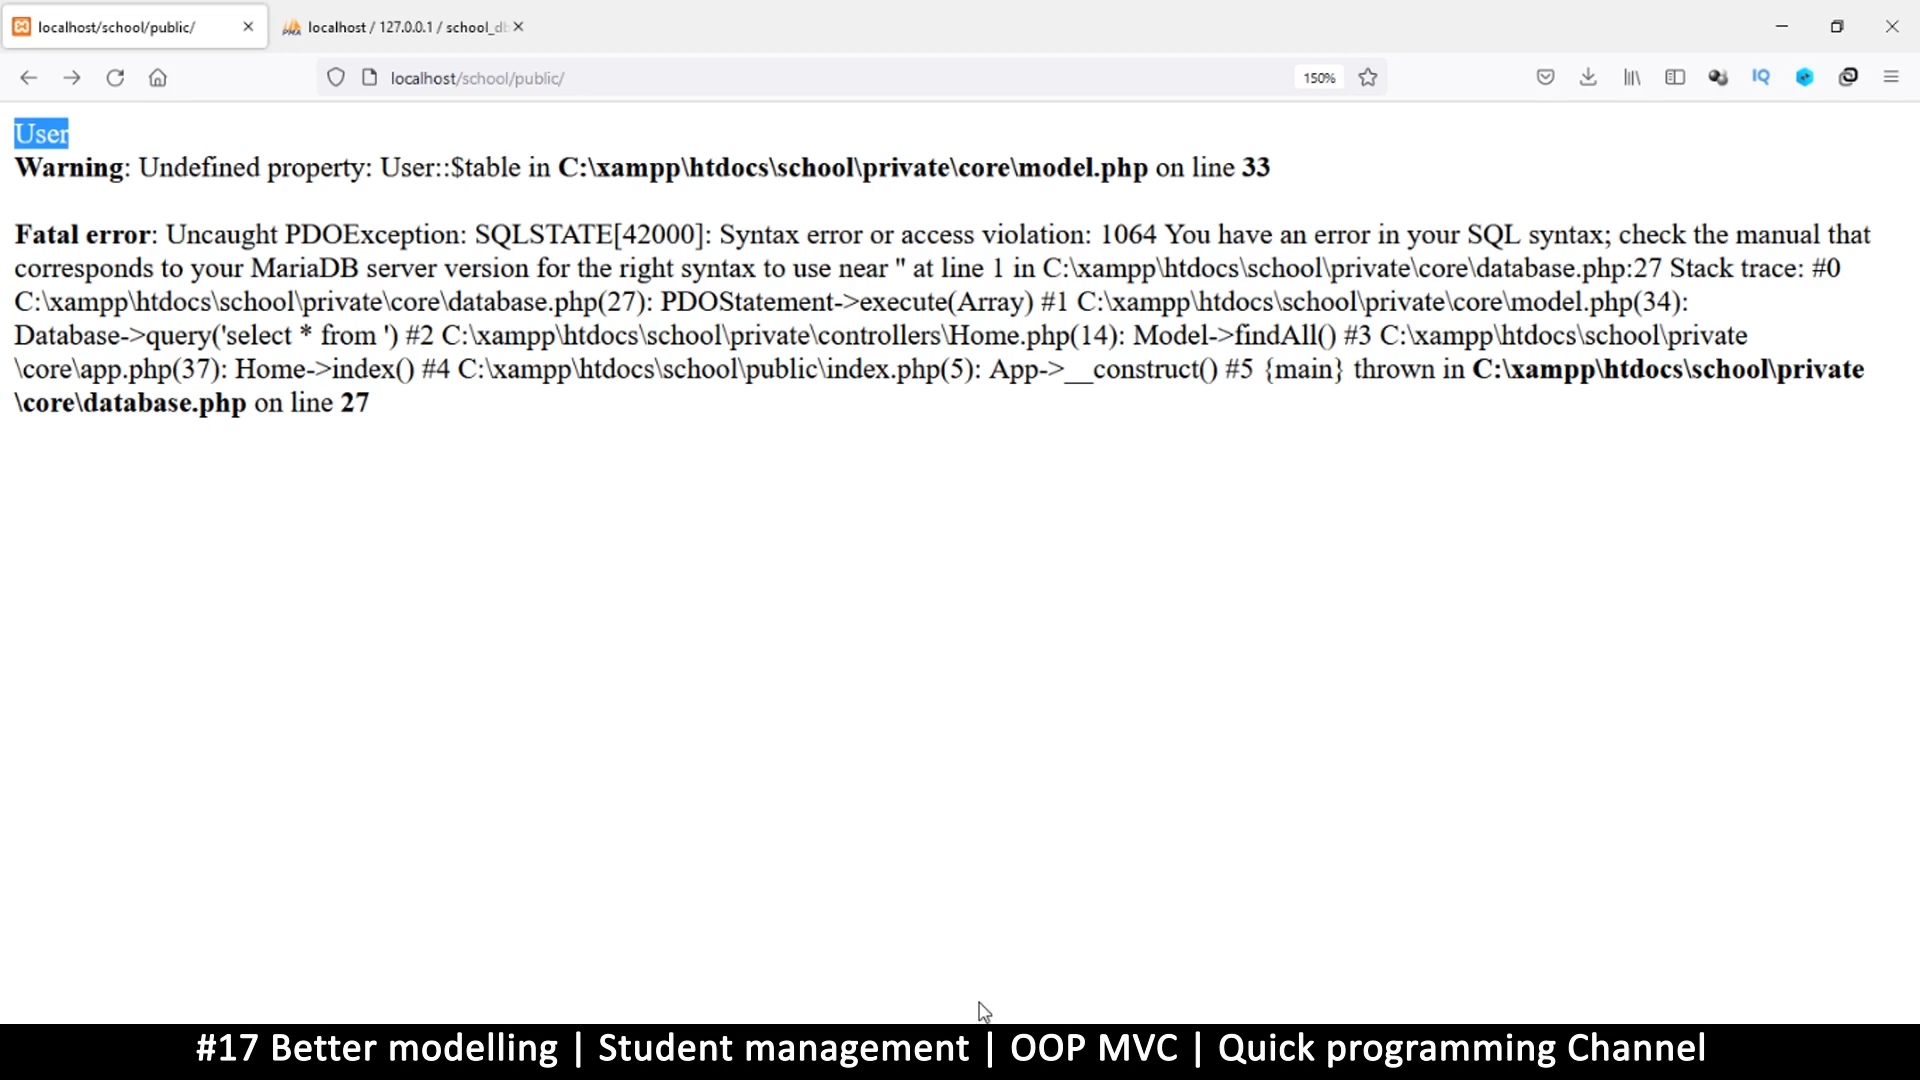 localhost/school/public/
localhost / 127.0.0.1 / school_db
localhost/school/public/
150%
IQ
User
Warning: Undefined property: User::$table in C:\xampp\htdocs\school\private\core\model.php on line 33
Fatal error: Uncaught PDOException: SQLSTATE[42000]: Syntax error or access violation: 1064 You have an error in your SQL syntax; check the manual that
corresponds to your MariaDB server version for the right syntax to use near '' at line 1 in C:\xampp\htdocs\school\private\core\database.php:27 Stack trace: #0
C:\xampp\htdocs\school\private\core\database.php(27): PDOStatement->execute(Array) #1 C:\xampp\htdocs\school\private\core\model.php(34):
Database->query('select * from ') #2 C:\xampp\htdocs\school\private\controllers\Home.php(14): Model->findAll() #3 C:\xampp\htdocs\school\private
\core\app.php(37): Home->index() #4 C:\xampp\htdocs\school\public\index.php(5): App->__construct() #5 {main} thrown in C:\xampp\htdocs\school\private
\core\database.php on line 27
#17 Better modelling | Student management | OOP MVC | Quick programming Channel